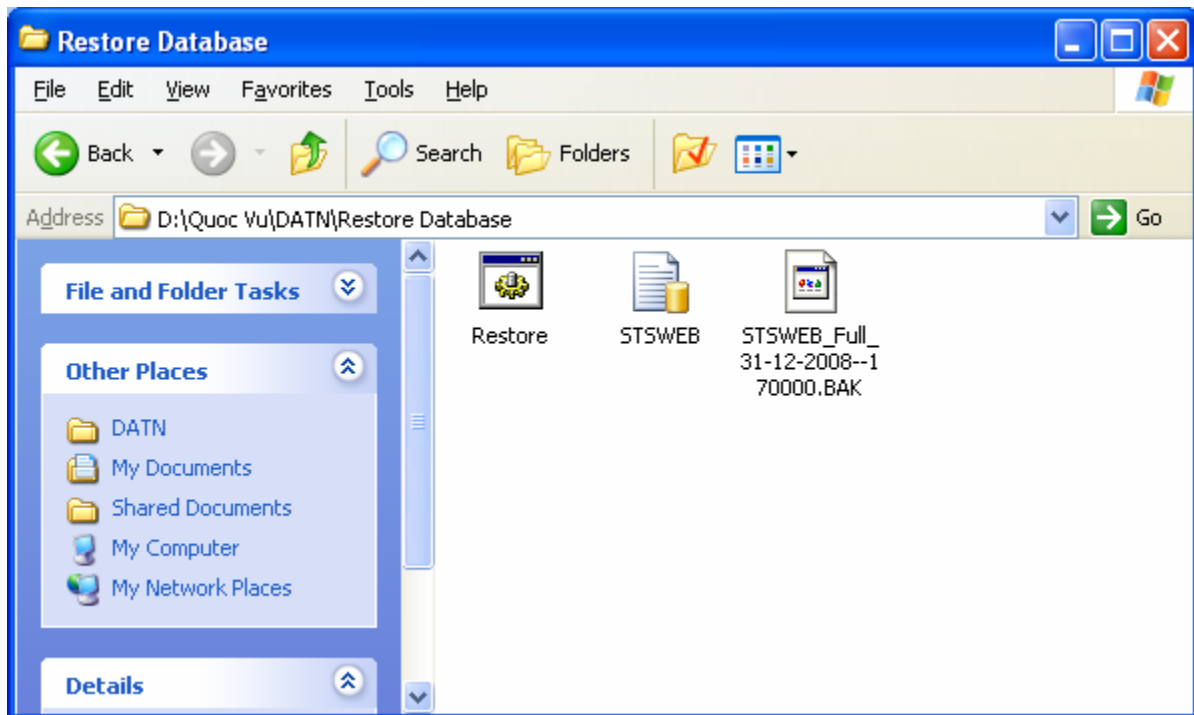 Restore Database
File Edit View Favorites Tools Help
Back Search Folders
Address D:\Quoc Vu\DATN\Restore Database Go
File and Folder Tasks
Other Places
DATN
My Documents
Shared Documents
My Computer
My Network Places
Details
Restore
STSWEB
STSWEB_Full_
31-12-2008--1
70000.BAK